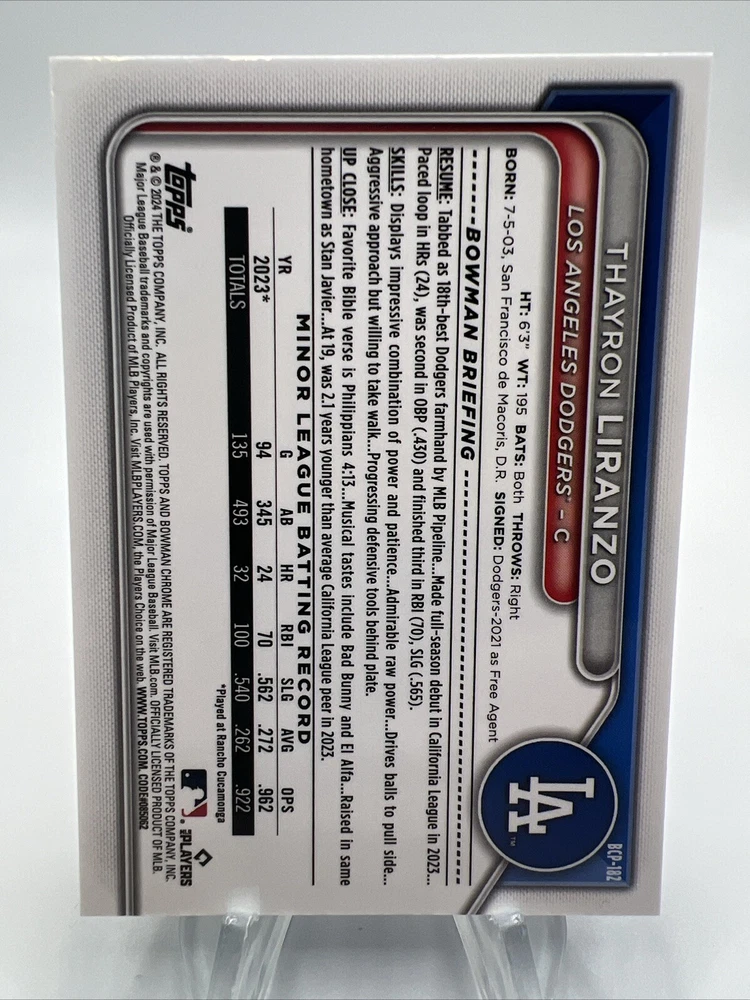 BCP-182
THAYRON LIRANZO
LOS ANGELES DODGERS® – C
LA™
HT: 6'3" WT: 195 BATS: Both THROWS: Right
BORN: 7-5-03, San Francisco de Macoris, D.R. SIGNED: Dodgers-2021 as Free Agent
BOWMAN BRIEFING
RESUME: Tabbed as 18th-best Dodgers farmhand by MLB Pipeline...Made full-season debut in California League in 2023...
Paced loop in HRs (24), was second in OBP (.450) and finished third in RBI (70), SLG (.565).
SKILLS: Displays impressive combination of power and patience...Admirable raw power...Drives balls to pull side...
Aggressive approach but willing to take walk...Progressing defensive tools behind plate.
UP CLOSE: Favorite Bible verse is Philippians 4:13...Musical tastes include Bad Bunny and El Alfa...Raised in same
hometown as Stan Javier...At 19, was 2.1 years younger than average California League peer in 2023.
MINOR LEAGUE BATTING RECORD
YR G AB HR RBI SLG AVG OPS
2023* 94 345 24 70 .562 .272 .962
TOTALS 135 493 32 100 .540 .262 .922
*Played at Rancho Cucamonga
topps®
MLB PLAYERS
® & © 2024 THE TOPPS COMPANY, INC. ALL RIGHTS RESERVED. TOPPS AND BOWMAN CHROME ARE REGISTERED TRADEMARKS OF THE TOPPS COMPANY, INC.
Major League Baseball trademarks and copyrights are used with permission of Major League Baseball. Visit MLB.com. OFFICIALLY LICENSED PRODUCT OF MLB.
Officially Licensed Product of MLB Players, Inc. Visit MLBPLAYERS.COM, the Players Choice on the web. WWW.TOPPS.COM. CODE#085062